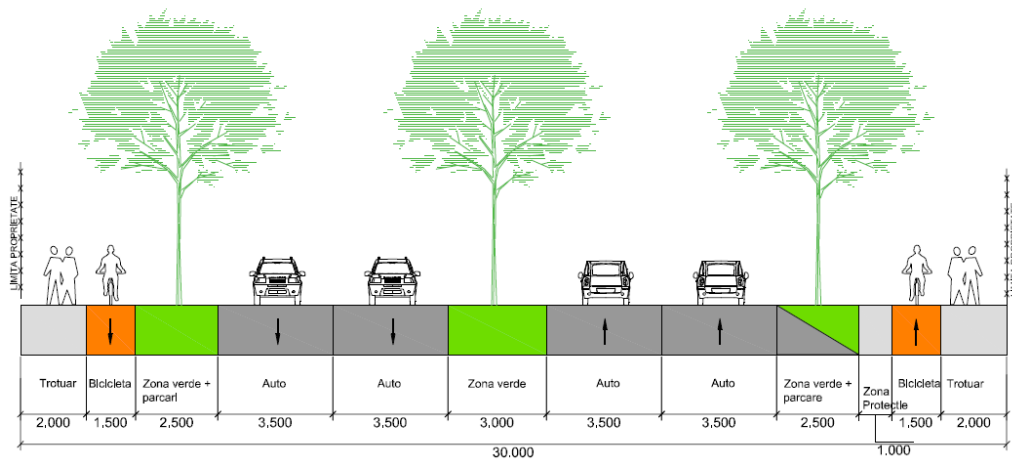 LIMITA PROPRIETATE
Trotuar
Bicicleta
Zona verde +
parcari
Auto
Auto
Zona verde
Auto
Auto
Zona verde +
parcare
Zona
Protectie
Bicicleta
Trotuar
2,000
1,500
2,500
3,500
3,500
3,000
3,500
3,500
2,500
1,500
2,000
1,000
30.000